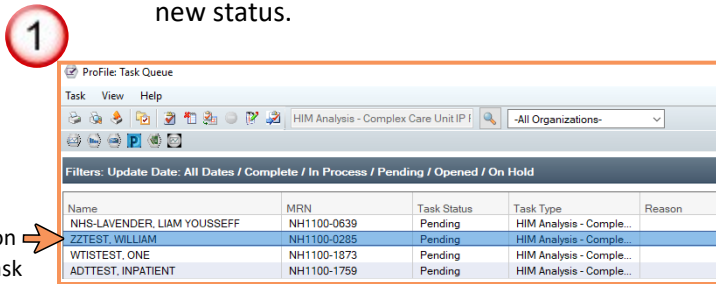 new status.
1
ProFile: Task Queue
Task View Help
HIM Analysis - Complex Care Unit IP -All Organizations-
P
Filters: Update Date: All Dates / Complete / In Process / Pending / Opened / On Hold
Name MRN Task Status Task Type Reason
NHS-LAVENDER, LIAM YOUSSEFF NH1100-0639 Pending HIM Analysis - Comple...
ZZTEST, WILLIAM NH1100-0285 Pending HIM Analysis - Comple...
WTISTEST, ONE NH1100-1873 Pending HIM Analysis - Comple...
ADTTEST, INPATIENT NH1100-1759 Pending HIM Analysis - Comple...